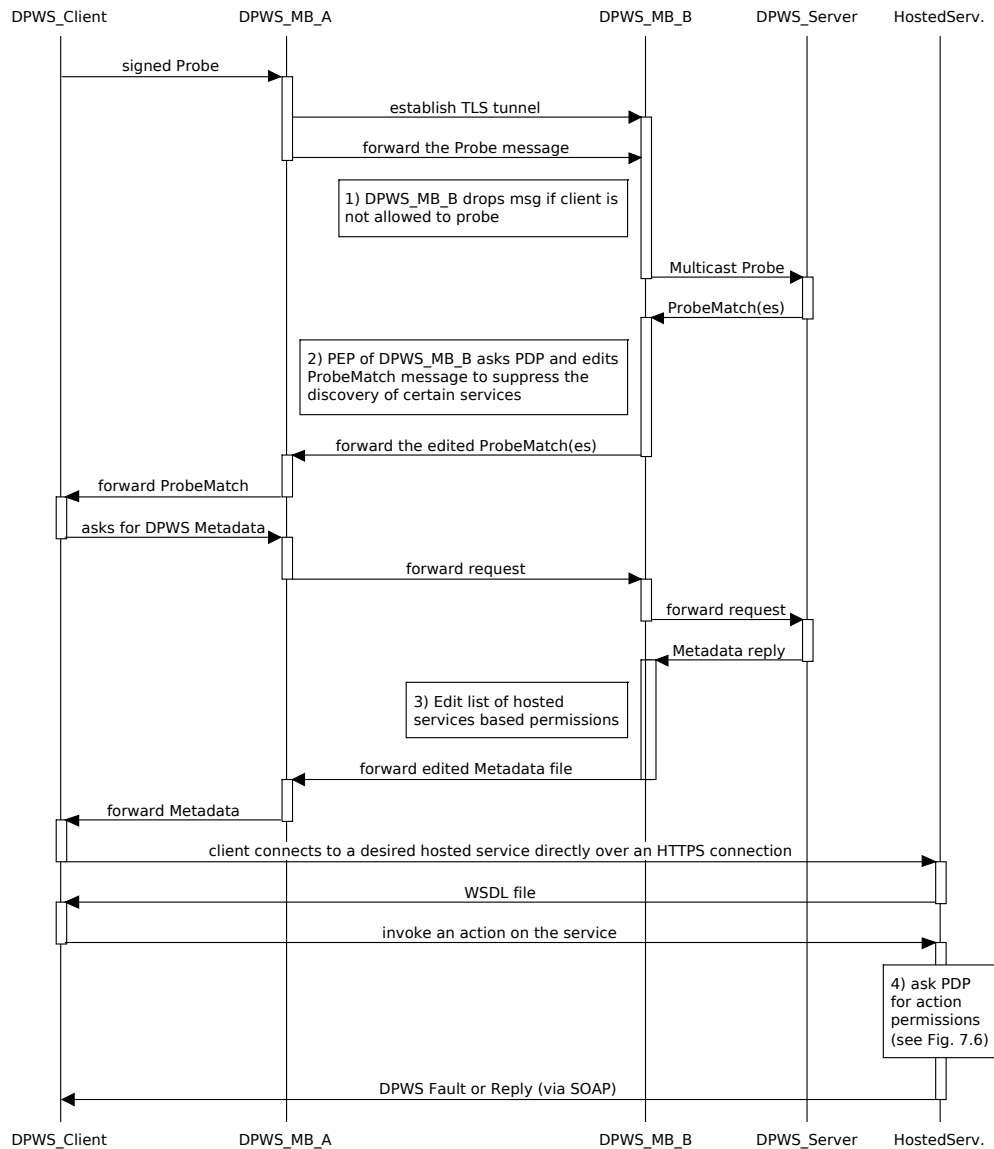 DPWS_Client DPWS_MB_A DPWS_MB_B DPWS_Server HostedServ.
signed Probe
establish TLS tunnel
forward the Probe message
1) DPWS_MB_B drops msg if client is
not allowed to probe
Multicast Probe
ProbeMatch(es)
2) PEP of DPWS_MB_B asks PDP and edits
ProbeMatch message to suppress the
discovery of certain services
forward the edited ProbeMatch(es)
forward ProbeMatch
asks for DPWS Metadata
forward request
forward request
Metadata reply
3) Edit list of hosted
services based permissions
forward edited Metadata file
forward Metadata
client connects to a desired hosted service directly over an HTTPS connection
WSDL file
invoke an action on the service
4) ask PDP
for action
permissions
(see Fig. 7.6)
DPWS Fault or Reply (via SOAP)
DPWS_Client DPWS_MB_A DPWS_MB_B DPWS_Server HostedServ.